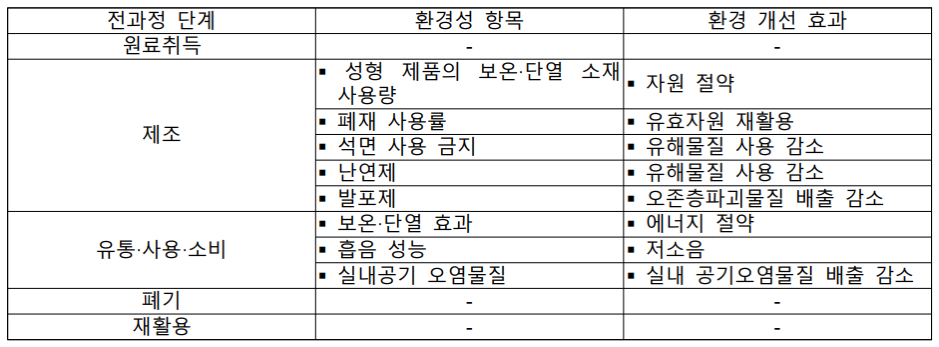 전과정 단계 환경성 항목 환경 개선 효과
원료취득 - -
제조
▪ 성형 제품의 보온·단열 소재
사용량
▪ 자원 절약
▪ 폐재 사용률 ▪ 유효자원 재활용
▪ 석면 사용 금지 ▪ 유해물질 사용 감소
▪ 난연제 ▪ 유해물질 사용 감소
▪ 발포제 ▪ 오존층파괴물질 배출 감소
유통·사용·소비
▪ 보온·단열 효과 ▪ 에너지 절약
▪ 흡음 성능 ▪ 저소음
▪ 실내공기 오염물질 ▪ 실내 공기오염물질 배출 감소
폐기 - -
재활용 - -